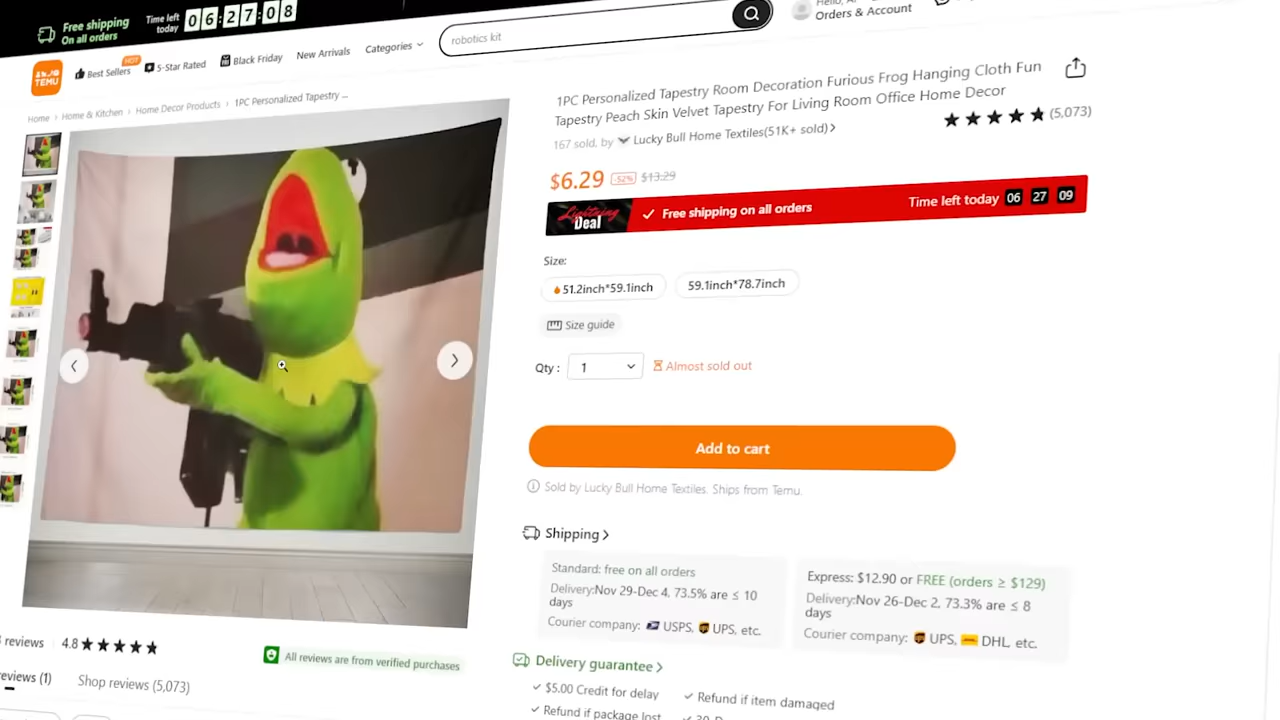 Free shipping
On all orders
Time left
today
06:27:08
TEMU
Best Sellers
HOT
5-Star Rated
Black Friday
New Arrivals
Categories
robotics kit
Orders & Account
Home > Home & Kitchen > Home Decor Products > 1PC Personalized Tapestry ...
1PC Personalized Tapestry Room Decoration Furious Frog Hanging Cloth Fun
Tapestry Peach Skin Velvet Tapestry For Living Room Office Home Decor
167 sold, by Lucky Bull Home Textiles(51K+ sold)
(5,073)
$6.29 -52% $13.29
Lightning
Deal
Free shipping on all orders
Time left today 06 27 09
Size:
51.2inch*59.1inch
59.1inch*78.7inch
Size guide
Qty : 1
Almost sold out
Add to cart
Sold by Lucky Bull Home Textiles. Ships from Temu.
Shipping
Standard: free on all orders
Delivery:Nov 29-Dec 4, 73.5% are ≤ 10
days
Courier company: USPS, UPS, etc.
Express: $12.90 or FREE (orders ≥ $129)
Delivery:Nov 26-Dec 2, 73.3% are ≤ 8
days
Courier company: UPS, DHL, etc.
reviews
4.8
All reviews are from verified purchases
Shop reviews (5,073)
Delivery guarantee
$5.00 Credit for delay
Refund if item damaged
Refund if package lost